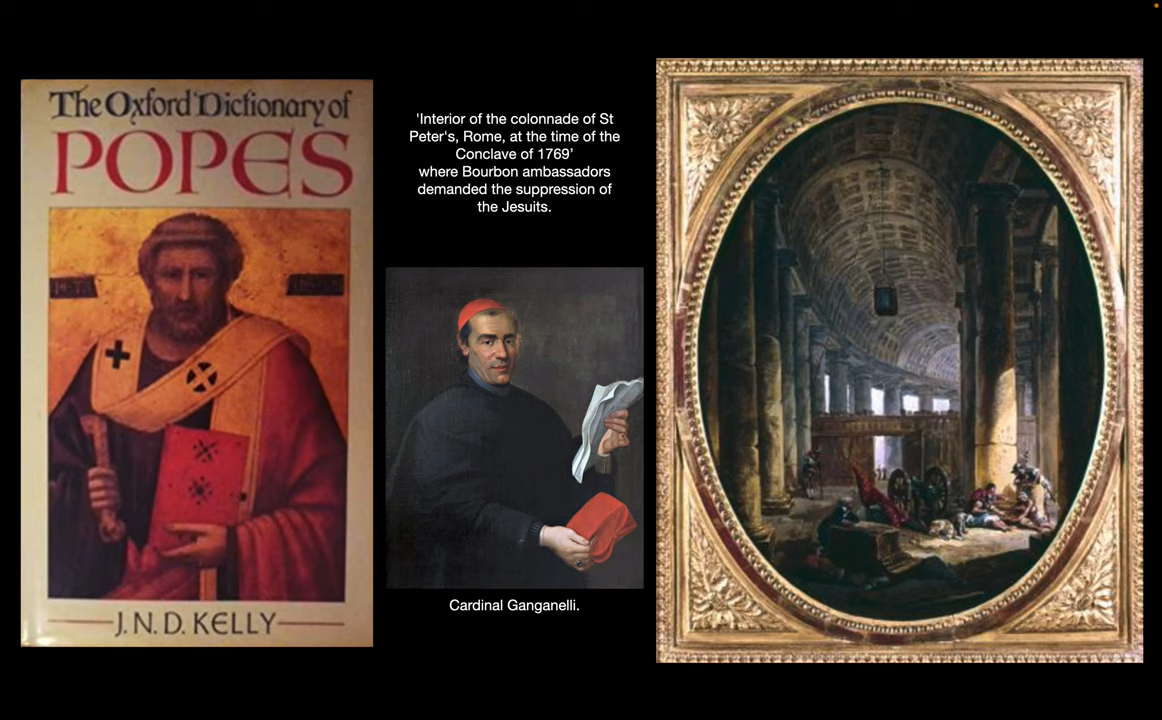 The Oxford Dictionary of
POPES
J.N.D. KELLY
'Interior of the colonnade of St
Peter's, Rome, at the time of the
Conclave of 1769’
where Bourbon ambassadors
demanded the suppression of
the Jesuits.
Cardinal Ganganelli.